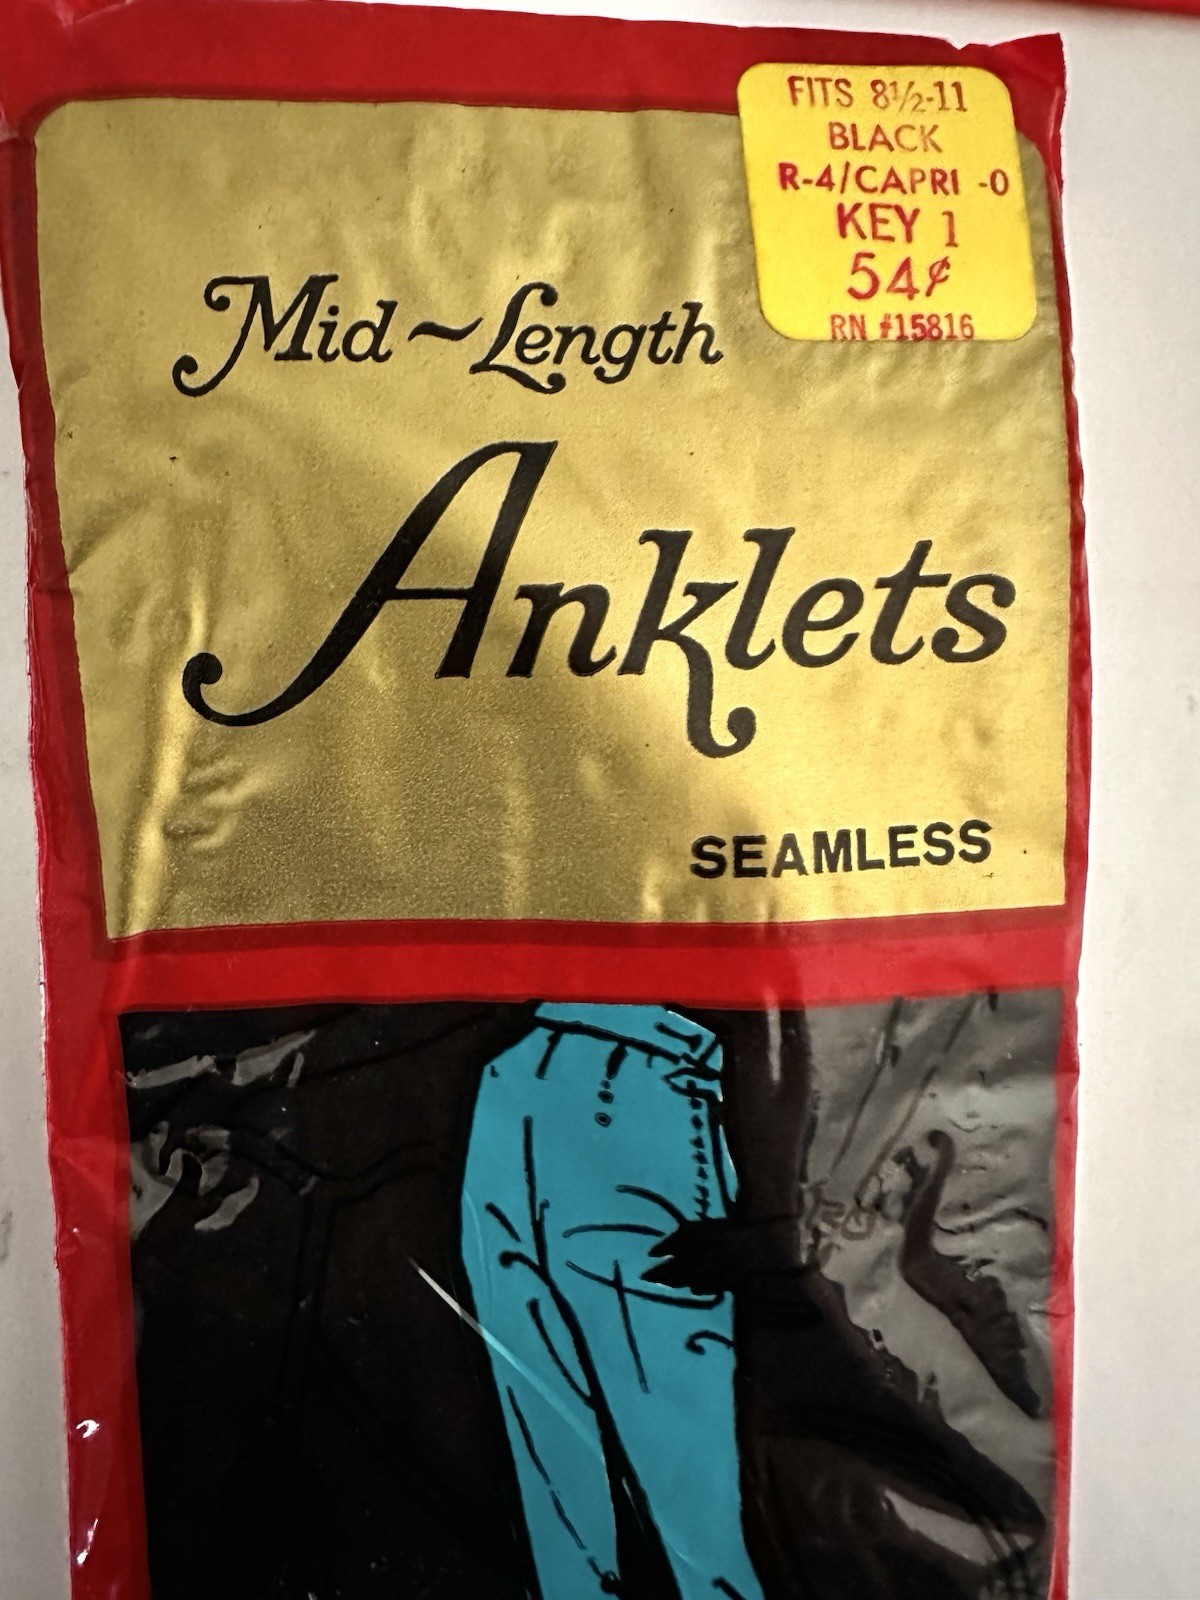 FITS 8½-11
BLACK
R-4/CAPRI -0
KEY 1
54¢
RN #15816
Mid~Length
Anklets
SEAMLESS